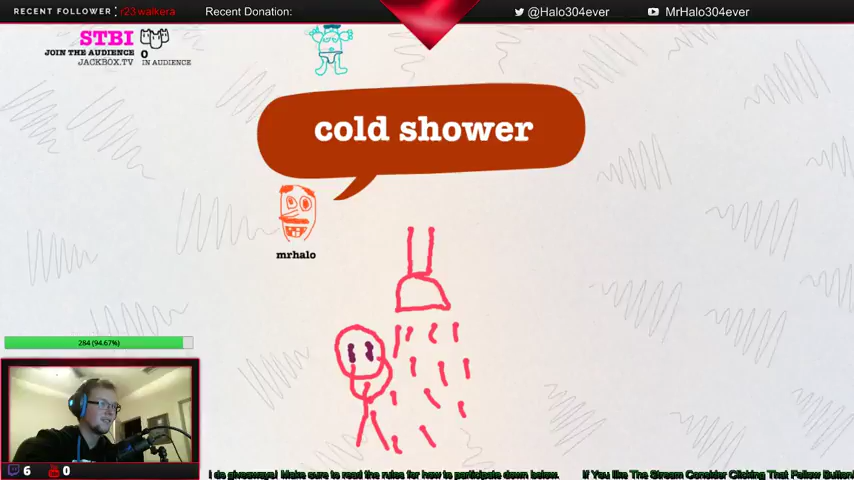 RECENT FOLLOWER : r23walkera Recent Donation: @Halo304ever MrHalo304ever
STBI
JOIN THE AUDIENCE
JACKBOX.TV
0
IN AUDIENCE
cold shower
mrhalo
284 (94.67%)
6 0
I do giveaways! Make sure to read the rules for how to participate down below. If You Like The Stream Consider Clicking That Follow Button!